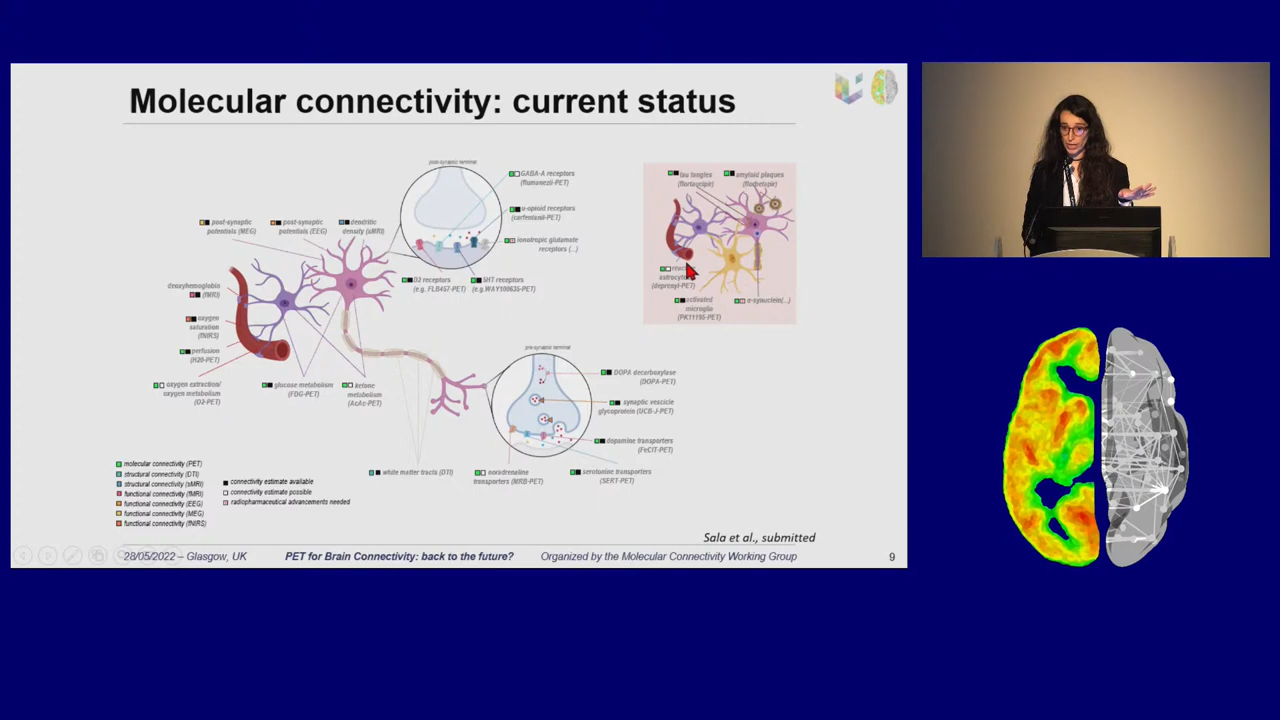 Molecular connectivity: current status
post-synaptic terminal
GABA-A receptors
(flumanezil-PET)
μ-opioid receptors
(carfentanil-PET)
ionotropic glutamate
receptors (...)
D2 receptors
(e.g. FLB457-PET)
5HT receptors
(e.g.WAY100635-PET)
post-synaptic
potentials (MEG)
post-synaptic
potentials (EEG)
dendritic
density (sMRI)
deoxyhemoglobin
(fMRI)
oxygen
saturation
(fNIRS)
perfusion
(H20-PET)
oxygen extraction/
oxygen metabolism
(O2-PET)
glucose metabolism
(FDG-PET)
ketone
metabolism
(AcAc-PET)
tau tangles
(flortaucipir)
amyloid plaques
(florbetapir)
astrocytes
(deprenyl-PET)
activated
microglia
(PK11195-PET)
α-synuclein(...)
pre-synaptic terminal
DOPA decarboxylase
(DOPA-PET)
synaptic vescicle
glycoprotein (UCB-J-PET)
dopamine transporters
(FeCIT-PET)
white matter tracts (DTI)
noradrenaline
transporters (MRB-PET)
serotonine transporters
(SERT-PET)
molecular connectivity (PET)
structural connectivity (DTI)
structural connectivity (sMRI)
functional connectivity (fMRI)
functional connectivity (EEG)
functional connectivity (MEG)
functional connectivity (fNIRS)
connectivity estimate available
connectivity estimate possible
radiopharmaceutical advancements needed
Sala et al., submitted
28/05/2022 – Glasgow, UK
PET for Brain Connectivity: back to the future?
Organized by the Molecular Connectivity Working Group
9